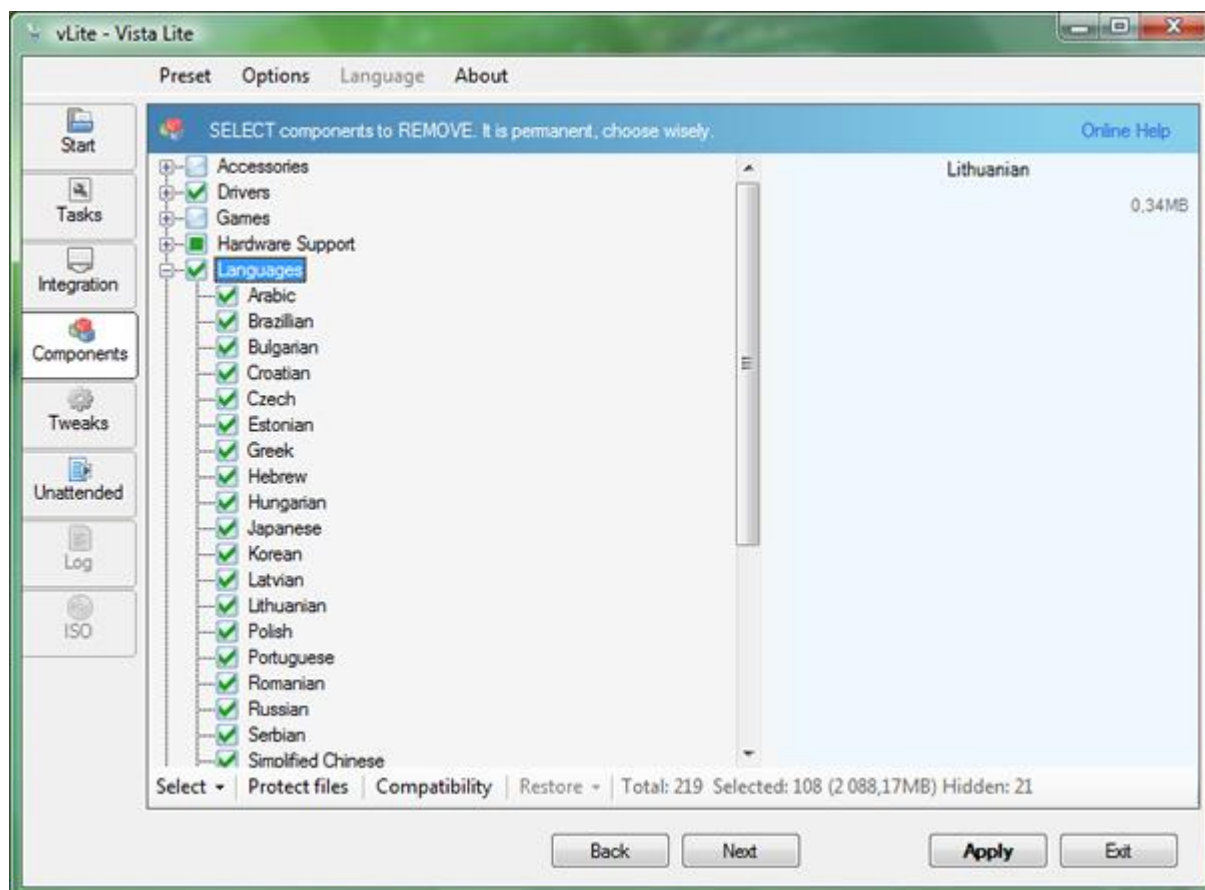 vLite - Vista Lite
Preset Options Language About
Start
Tasks
Integration
Components
Tweaks
Unattended
Log
ISO
SELECT components to REMOVE. It is permanent, choose wisely. Online Help
Accessories
Drivers
Games
Hardware Support
Languages
Arabic
Brazillian
Bulgarian
Croatian
Czech
Estonian
Greek
Hebrew
Hungarian
Japanese
Korean
Latvian
Lithuanian
Polish
Portuguese
Romanian
Russian
Serbian
Simplified Chinese
Lithuanian
0,34MB
Select Protect files Compatibility Restore Total: 219 Selected: 108 (2 088,17MB) Hidden: 21
Back Next Apply Exit